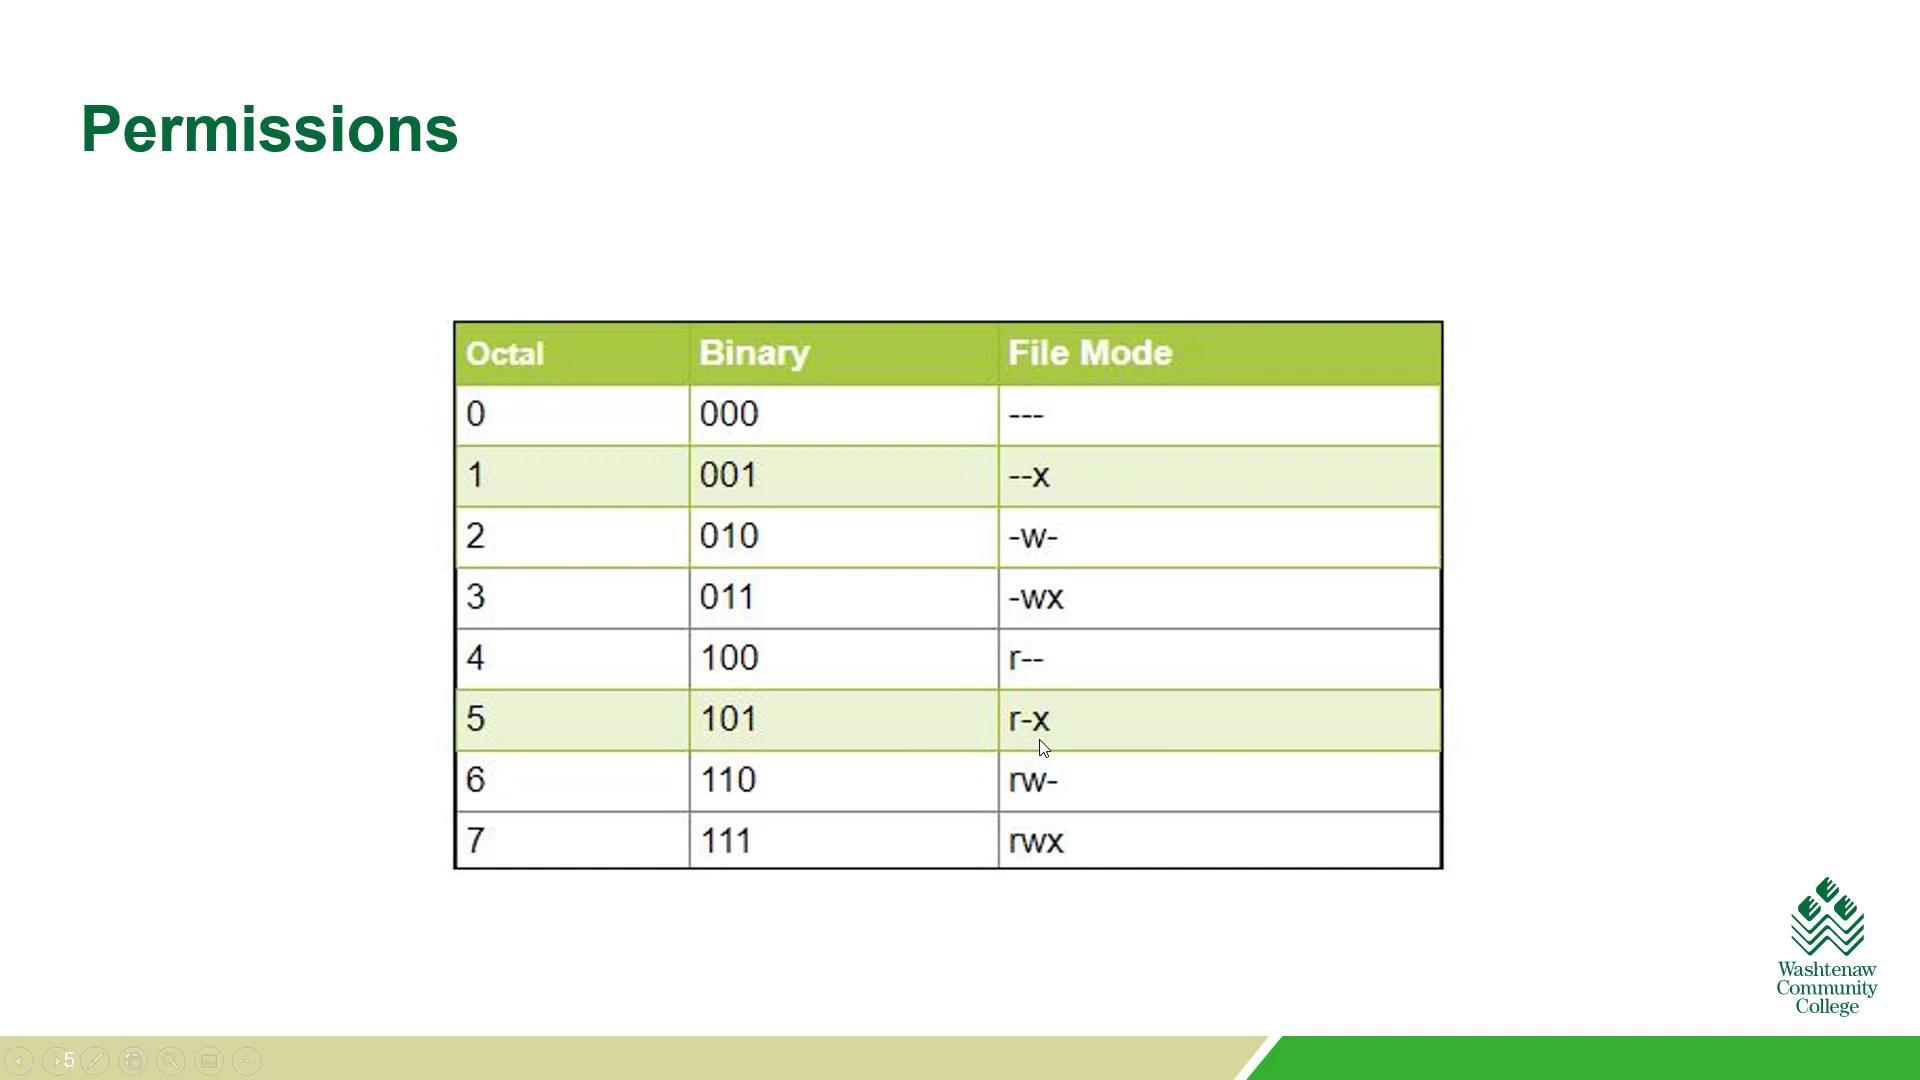 Permissions
Octal Binary File Mode
0 000 ---
1 001 --x
2 010 -w-
3 011 -wx
4 100 r--
5 101 r-x
6 110 rw-
7 111 rwx
Washtenaw
Community
College
5